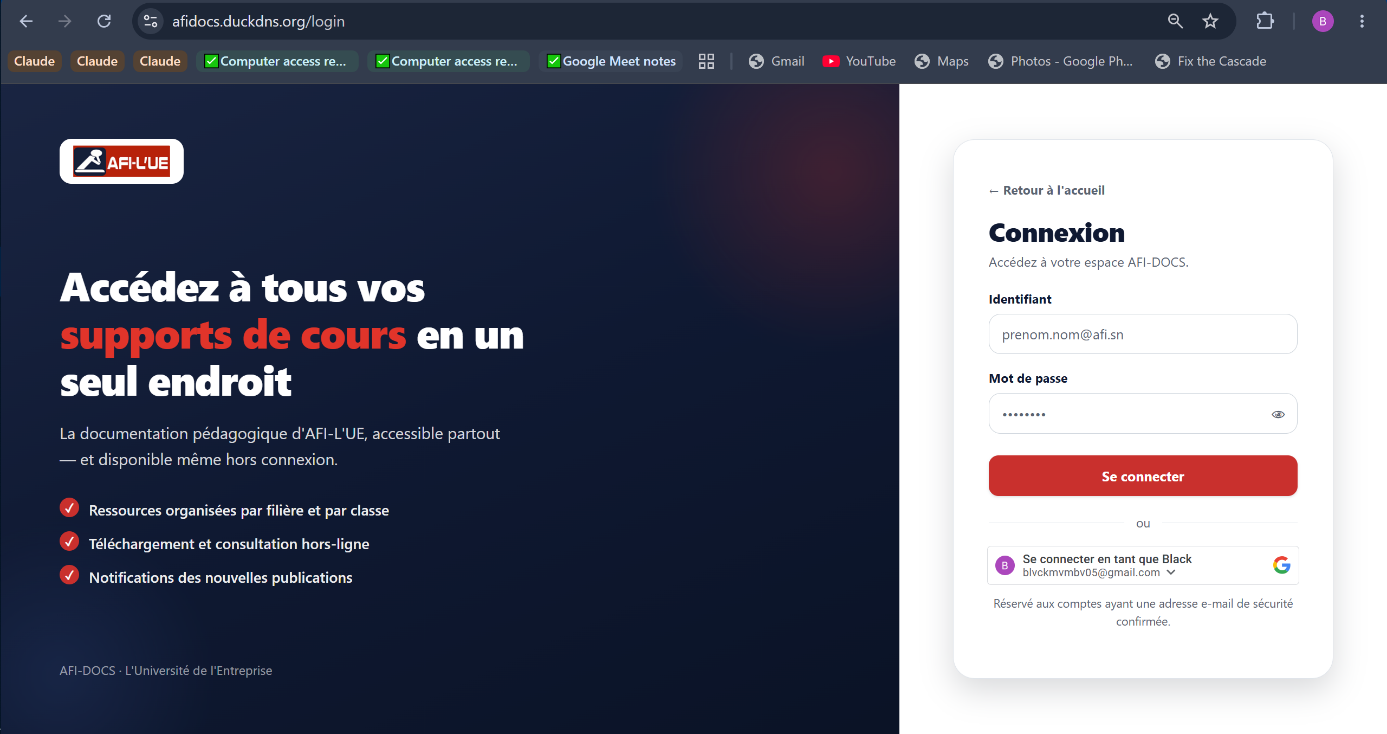 afidocs.duckdns.org/login
B
Claude
Claude
Claude
Computer access re...
Computer access re...
Google Meet notes
Gmail
YouTube
Maps
Photos - Google Ph...
Fix the Cascade
AFI-L'UE
Accédez à tous vos
supports de cours en un
seul endroit
La documentation pédagogique d'AFI-L'UE, accessible partout
— et disponible même hors connexion.
Ressources organisées par filière et par classe
Téléchargement et consultation hors-ligne
Notifications des nouvelles publications
AFI-DOCS · L'Université de l'Entreprise
← Retour à l'accueil
Connexion
Accédez à votre espace AFI-DOCS.
Identifiant
prenom.nom@afi.sn
Mot de passe
••••••••
Se connecter
ou
B
Se connecter en tant que Black
blvckmvmbv05@gmail.com
G
Réservé aux comptes ayant une adresse e-mail de sécurité
confirmée.